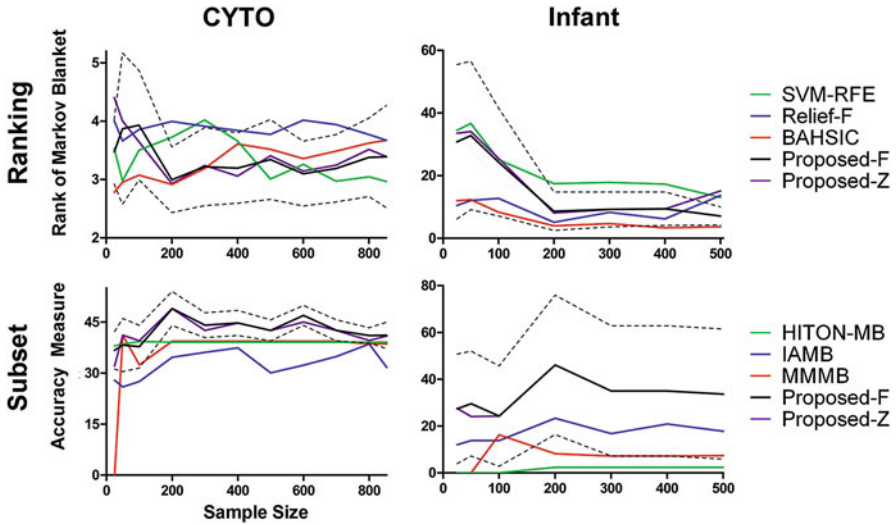 CYTO
Infant
Ranking
Rank of Markov Blanket
5
4
3
2
0 200 400 600 800
60
40
20
0
0 100 200 300 400 500
SVM-RFE
Relief-F
BAHSIC
Proposed-F
Proposed-Z
Subset
Accuracy Measure
45
30
15
0
0 200 400 600 800
Sample Size
80
60
40
20
0
0 100 200 300 400 500
HITON-MB
IAMB
MMMB
Proposed-F
Proposed-Z